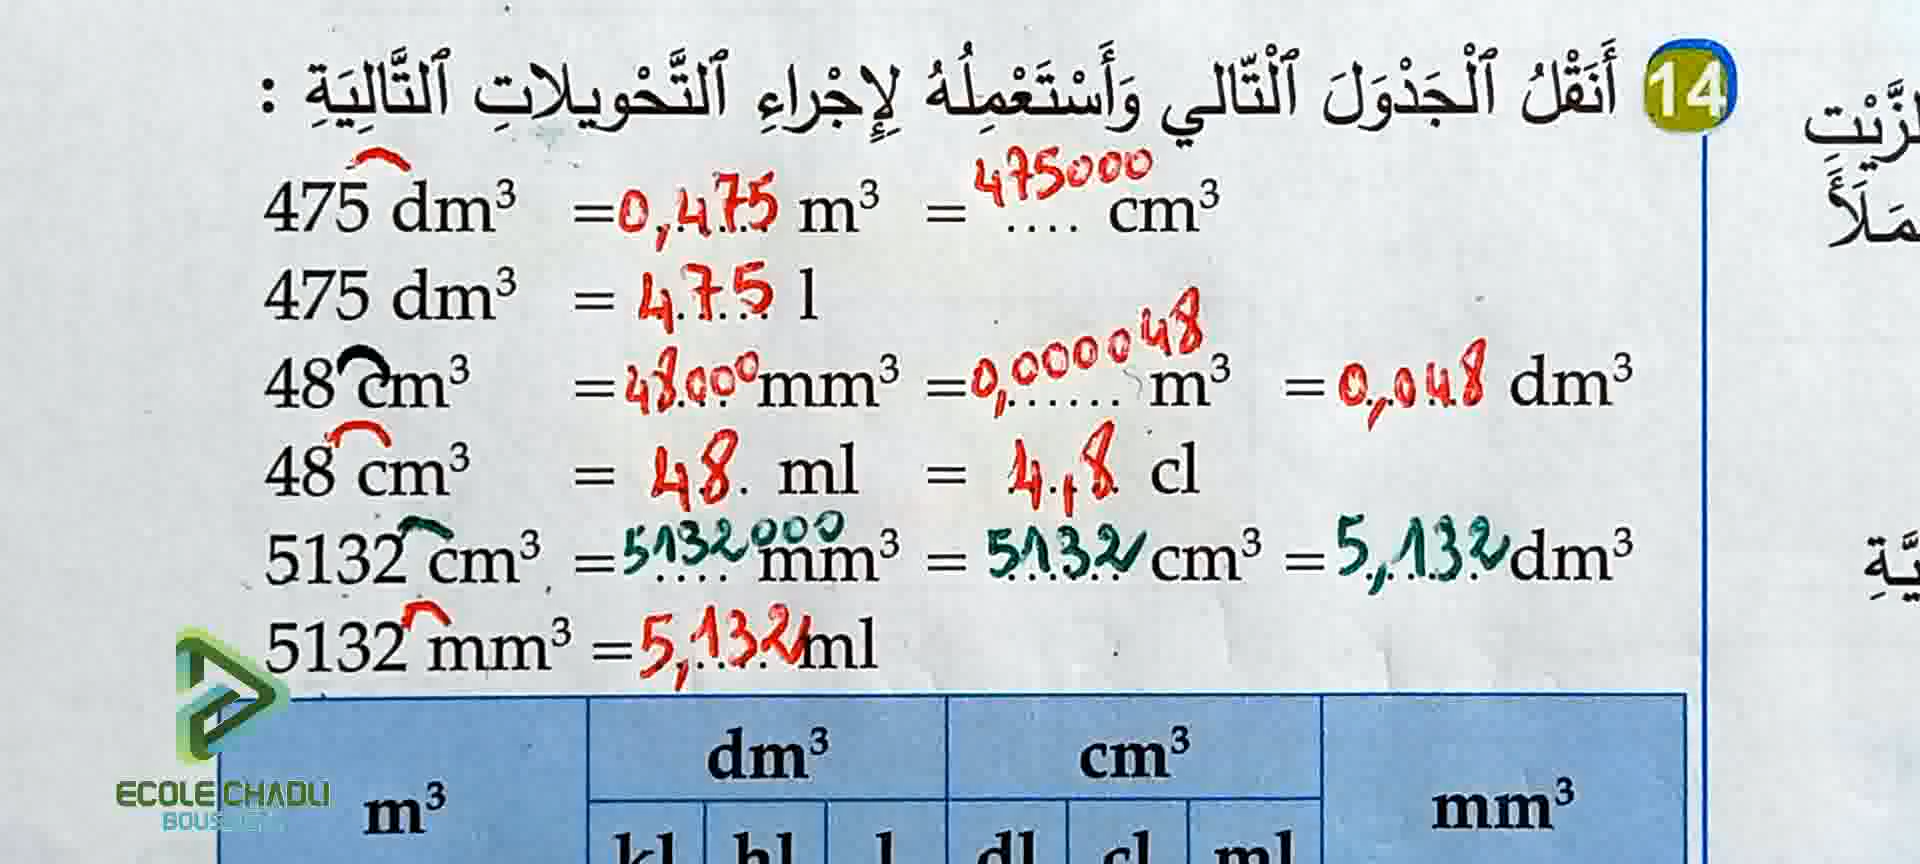 14 أَنَقْلُ ٱلْجَدْوَلَ ٱلْتّالي وَأَسْتَعْمِلُهُ لِإِجْراءِ ٱلتَّحْويلاتِ ٱلتَّالِيَةِ :
475 dm³ = 0,475 m³ = 475000 cm³
475 dm³ = 475 l
48 cm³ = 48000 mm³ = 0,000048 m³ = 0,048 dm³
48 cm³ = 48 ml = 4,8 cl
5132 cm³ = 5132000 mm³ = 5132 cm³ = 5,132 dm³
5132 mm³ = 5,132 ml
m³ dm³ cm³ mm³
kl hl l dl cl ml
ECOLE CHADLI